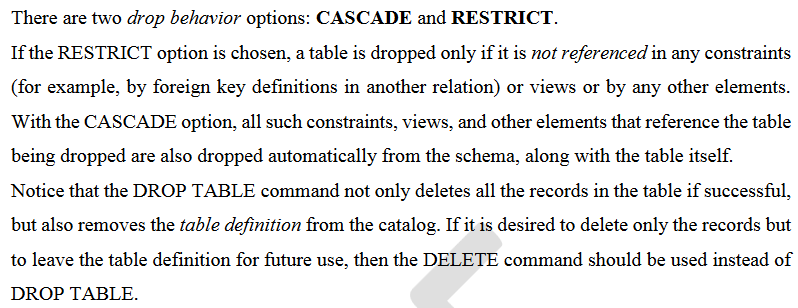 There are two drop behavior options: CASCADE and RESTRICT.
If the RESTRICT option is chosen, a table is dropped only if it is not referenced in any constraints
(for example, by foreign key definitions in another relation) or views or by any other elements.
With the CASCADE option, all such constraints, views, and other elements that reference the table
being dropped are also dropped automatically from the schema, along with the table itself.
Notice that the DROP TABLE command not only deletes all the records in the table if successful,
but also removes the table definition from the catalog. If it is desired to delete only the records but
to leave the table definition for future use, then the DELETE command should be used instead of
DROP TABLE.